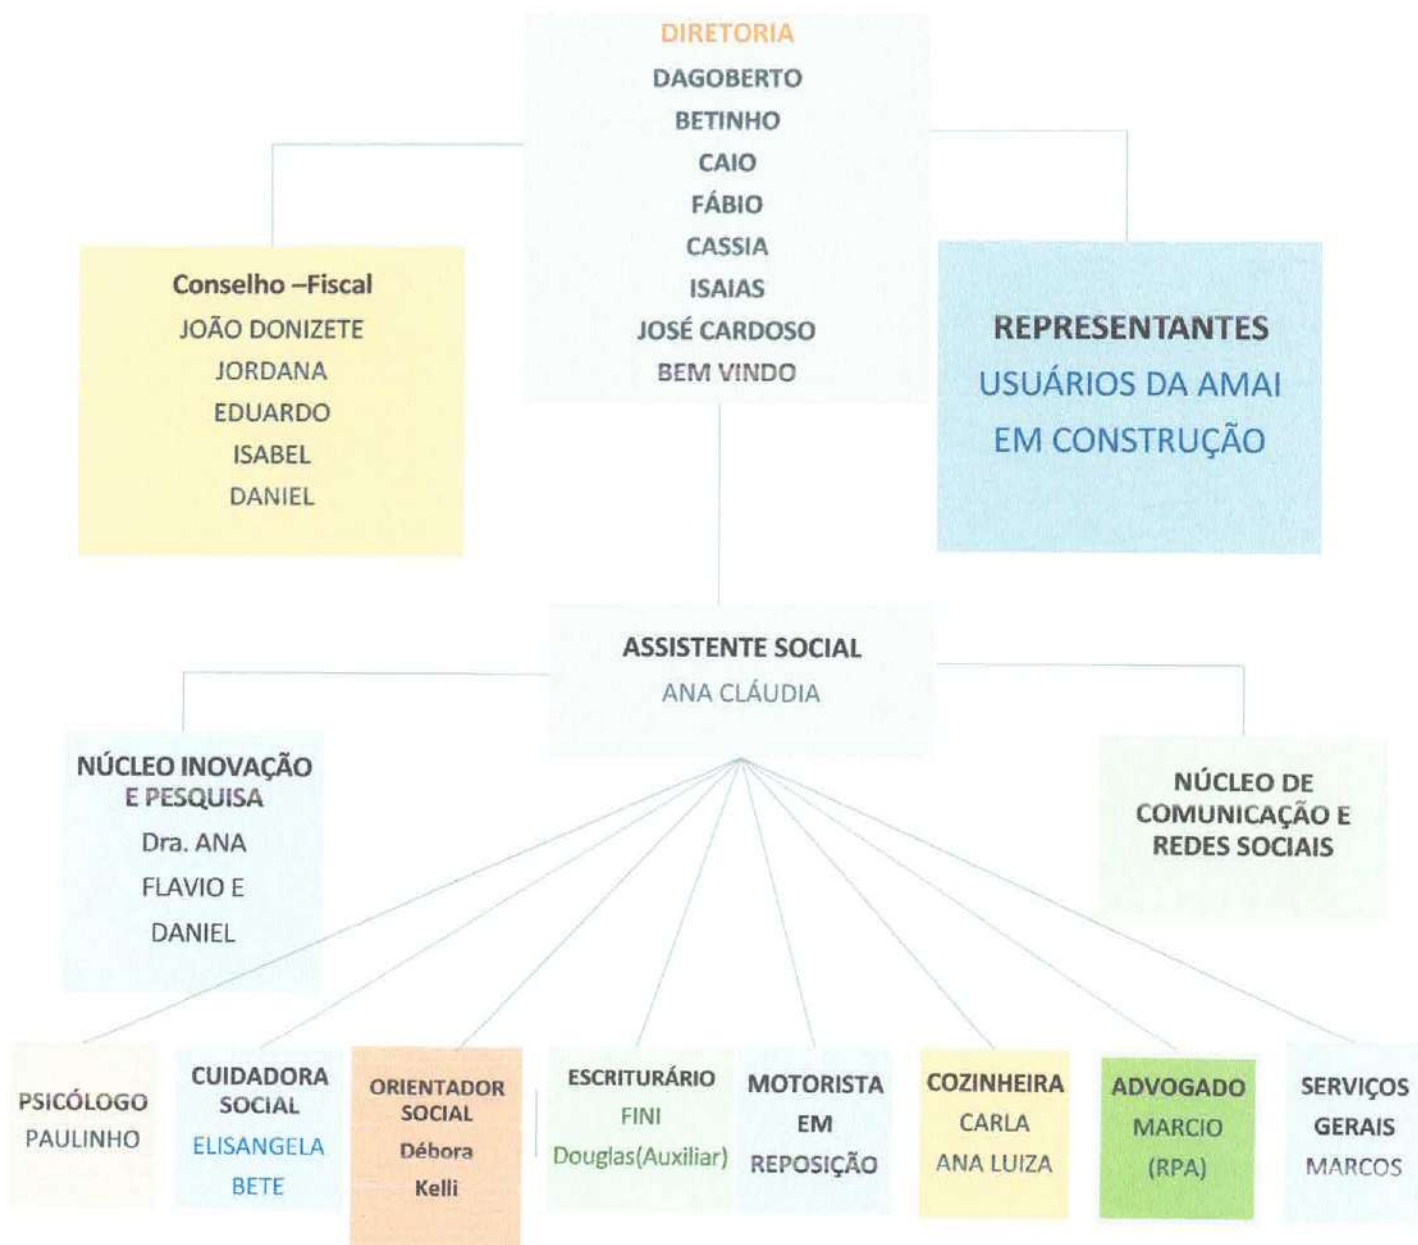 DIRETORIA
DAGOBERTO
BETINHO
CAIO
FÁBIO
CASSIA
ISAIAS
JOSÉ CARDOSO
BEM VINDO
Conselho –Fiscal
JOÃO DONIZETE
JORDANA
EDUARDO
ISABEL
DANIEL
REPRESENTANTES
USUÁRIOS DA AMAI
EM CONSTRUÇÃO
ASSISTENTE SOCIAL
ANA CLÁUDIA
NÚCLEO INOVAÇÃO
E PESQUISA
Dra. ANA
FLAVIO E
DANIEL
NÚCLEO DE
COMUNICAÇÃO E
REDES SOCIAIS
PSICÓLOGO
PAULINHO
CUIDADORA
SOCIAL
ELISANGELA
BETE
ORIENTADOR
SOCIAL
Débora
Kelli
ESCRITURÁRIO
FINI
Douglas(Auxiliar)
MOTORISTA
EM
REPOSIÇÃO
COZINHEIRA
CARLA
ANA LUIZA
ADVOGADO
MARCIO
(RPA)
SERVIÇOS
GERAIS
MARCOS